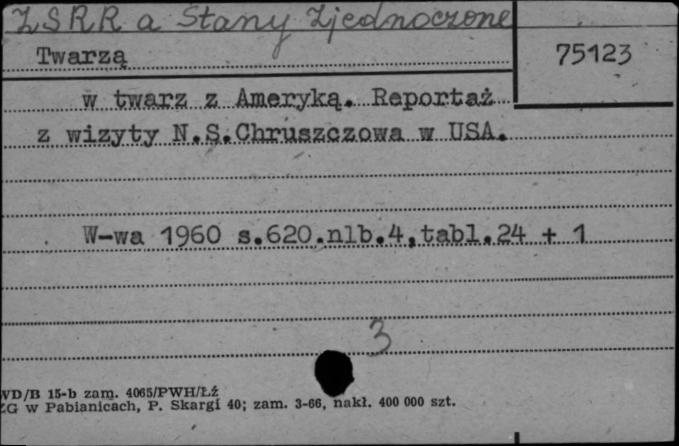 ZSRR a Stany Zjednoczone
Twarzą
75123
w twarz z Ameryką. Reportaż
z wizyty N.S.Chruszczowa w USA.
W-wa 1960 s.620.nlb.4,tabl.24 + 1
3
WD/B 15-b zam. 4065/PWH/Łź
ZG w Pabianicach, P. Skargi 40; zam. 3-66, nakł. 400 000 szt.